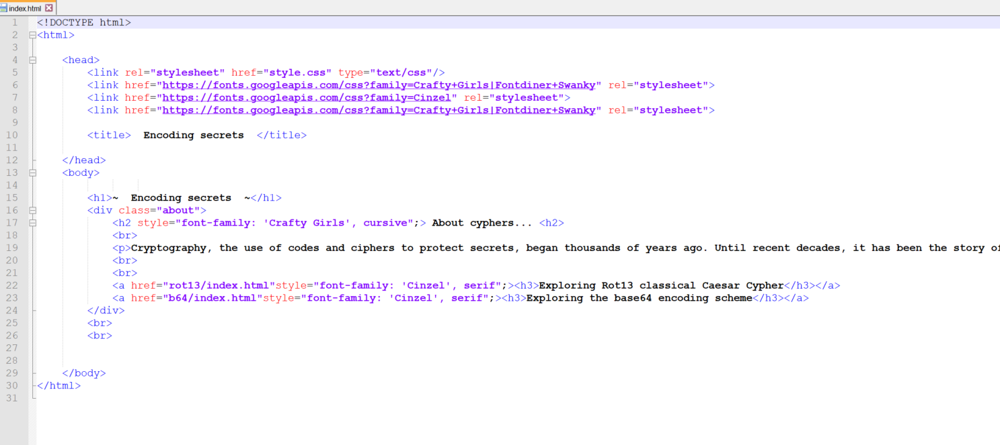 index.html
1 <!DOCTYPE html>
2 <html>
3
4 <head>
5 <link rel="stylesheet" href="style.css" type="text/css"/>
6 <link href="https://fonts.googleapis.com/css?family=Crafty+Girls|Fontdiner+Swanky" rel="stylesheet">
7 <link href="https://fonts.googleapis.com/css?family=Cinzel" rel="stylesheet">
8 <link href="https://fonts.googleapis.com/css?family=Crafty+Girls|Fontdiner+Swanky" rel="stylesheet">
9
10 <title>  Encoding secrets  </title>
11
12 </head>
13 <body>
14
15 <h1>~  Encoding secrets  ~</h1>
16 <div class="about">
17 <h2 style="font-family: 'Crafty Girls', cursive";> About cyphers... <h2>
18 <br>
19 <p>Cryptography, the use of codes and ciphers to protect secrets, began thousands of years ago. Until recent decades, it has been the story of
20 <br>
21 <br>
22 <a href="rot13/index.html"style="font-family: 'Cinzel', serif";><h3>Exploring Rot13 classical Caesar Cypher</h3></a>
23 <a href="b64/index.html"style="font-family: 'Cinzel', serif";><h3>Exploring the base64 encoding scheme</h3></a>
24 </div>
25 <br>
26 <br>
27
28
29 </body>
30 </html>
31